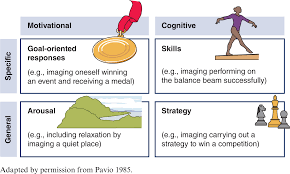 Motivational
Cognitive
Specific
Goal-oriented
responses
(e.g., imaging oneself winning
an event and receiving a medal)
Skills
(e.g., imaging performing on
the balance beam successfully)
General
Arousal
(e.g., including relaxation by
imaging a quiet place)
Strategy
(e.g., imaging carrying out a
strategy to win a competition)
Adapted by permission from Pavio 1985.